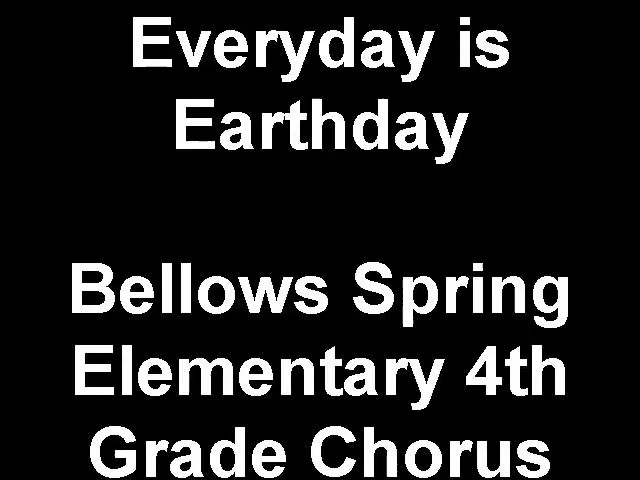 Everyday is
Earthday
Bellows Spring
Elementary 4th
Grade Chorus